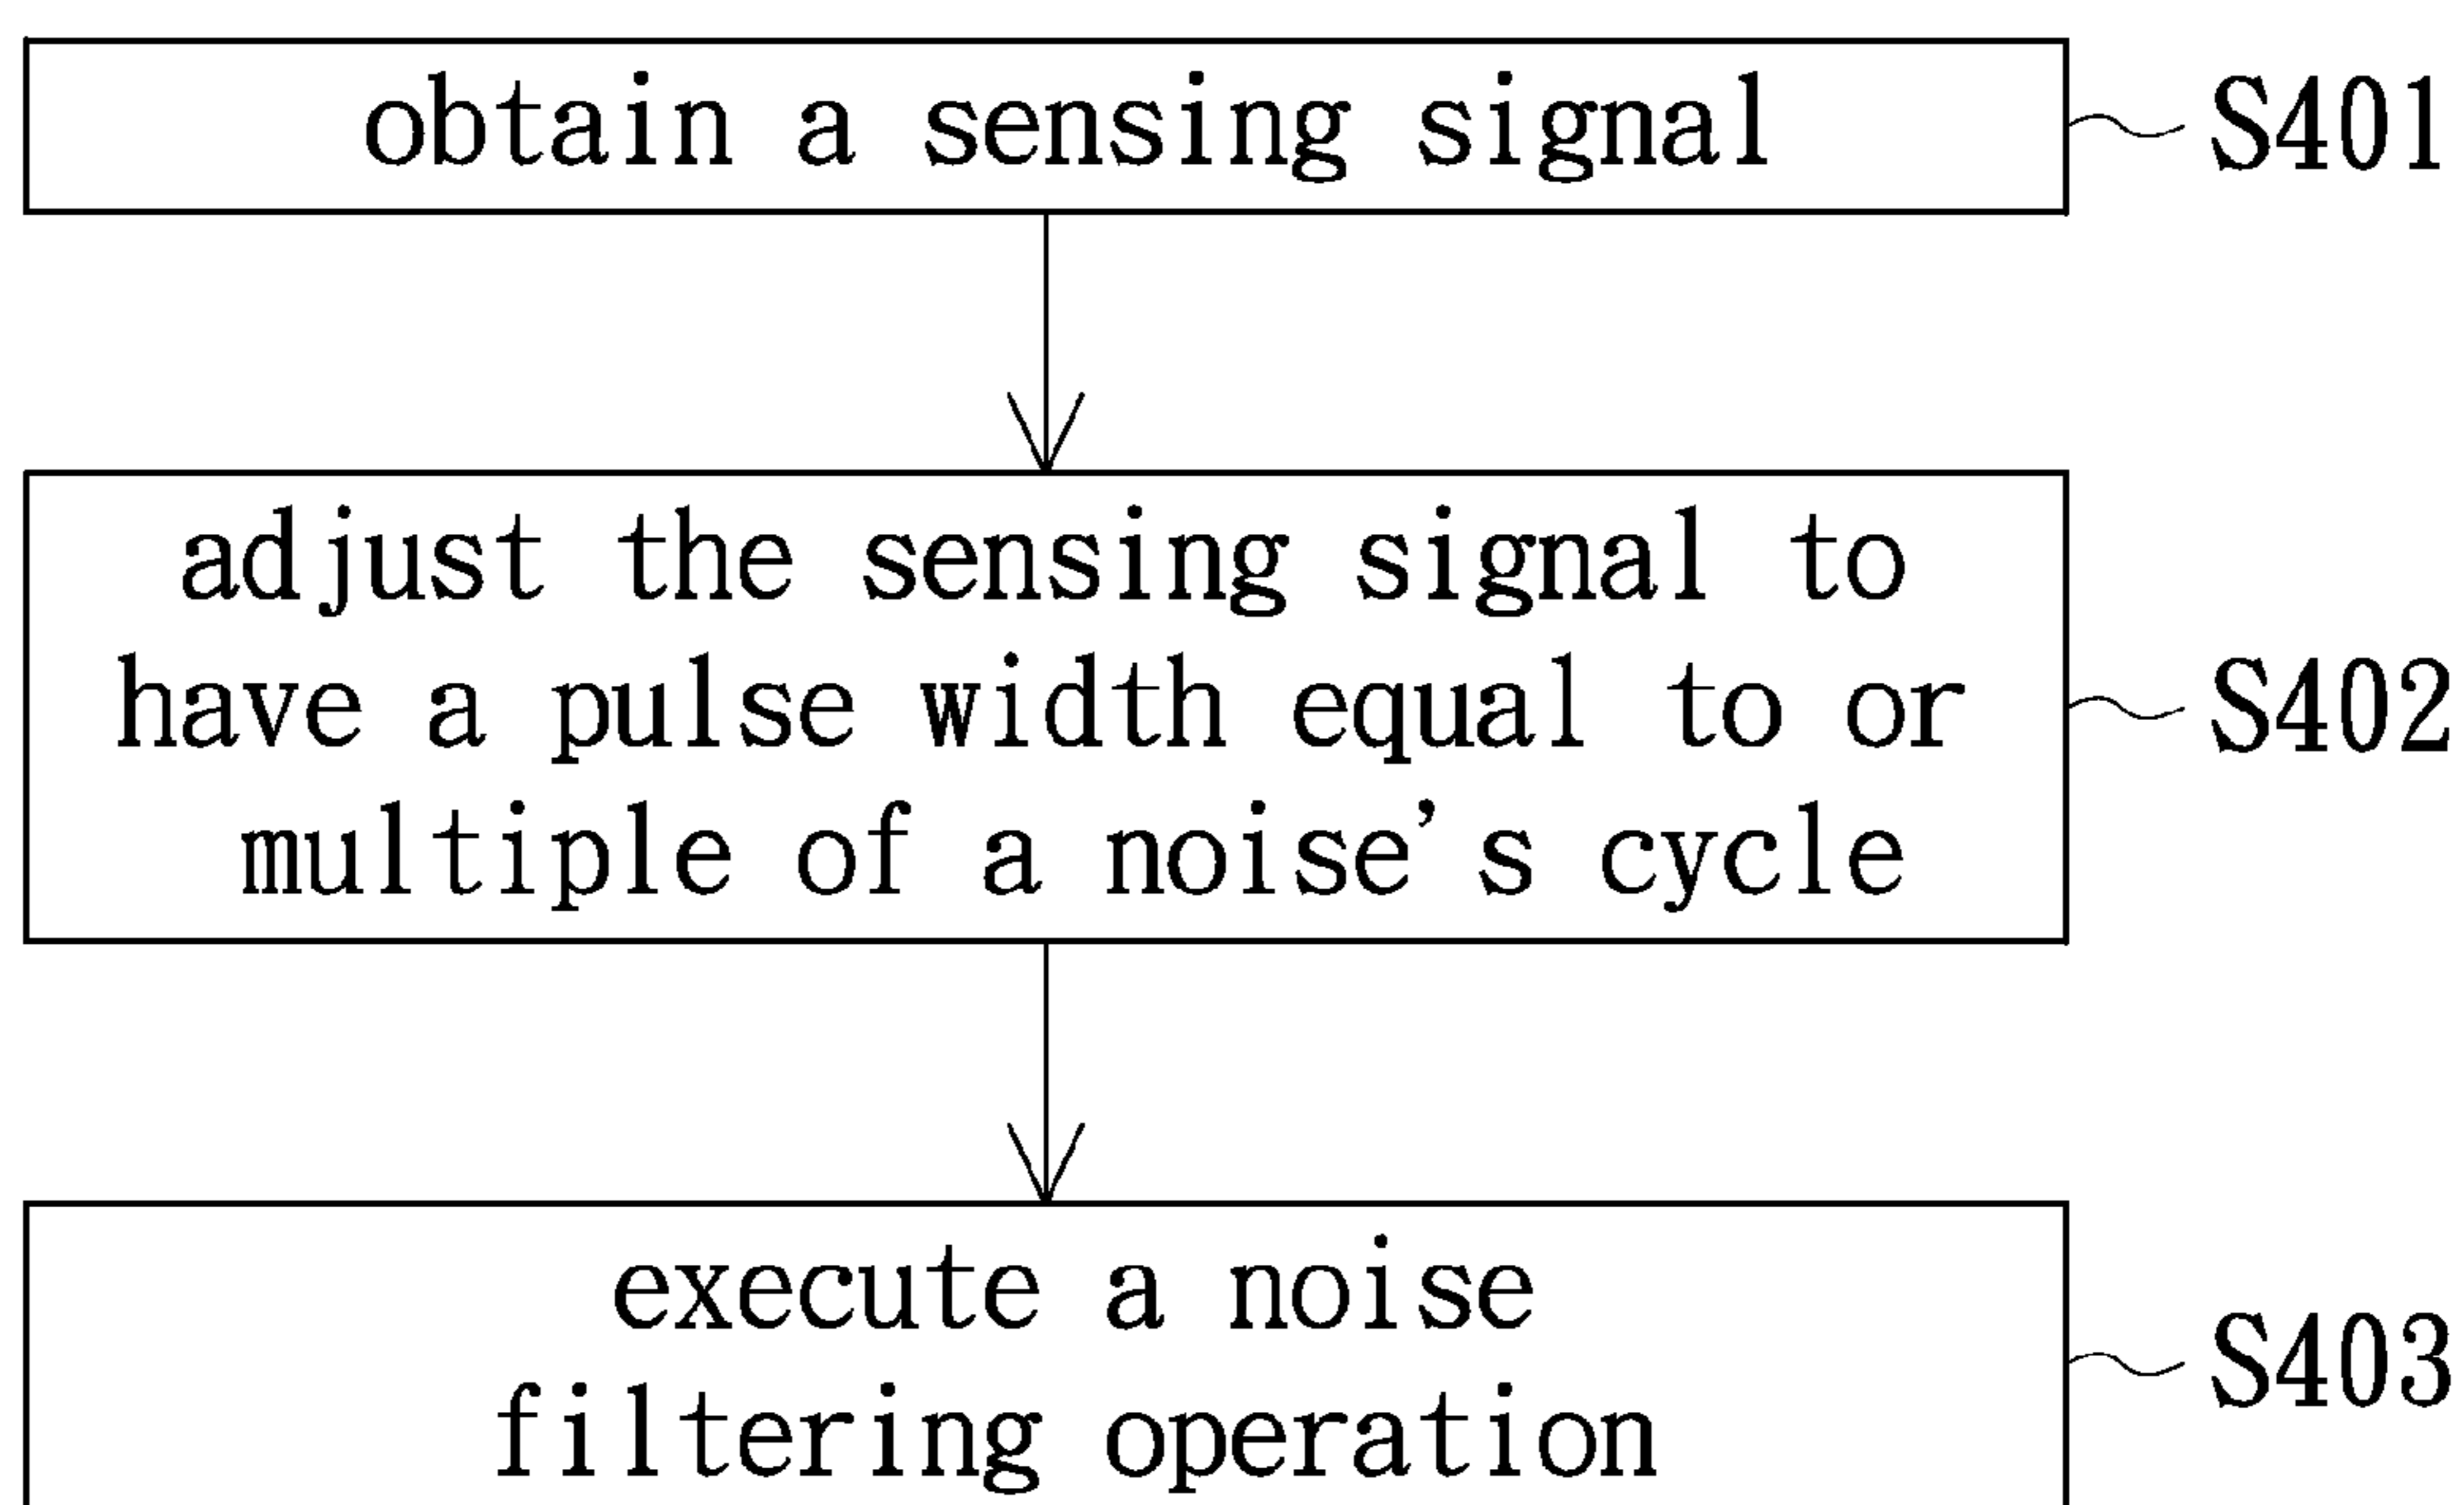 obtain a sensing signal
S401
adjust the sensing signal to
have a pulse width equal to or
multiple of a noise's cycle
S402
execute a noise
filtering operation
S403